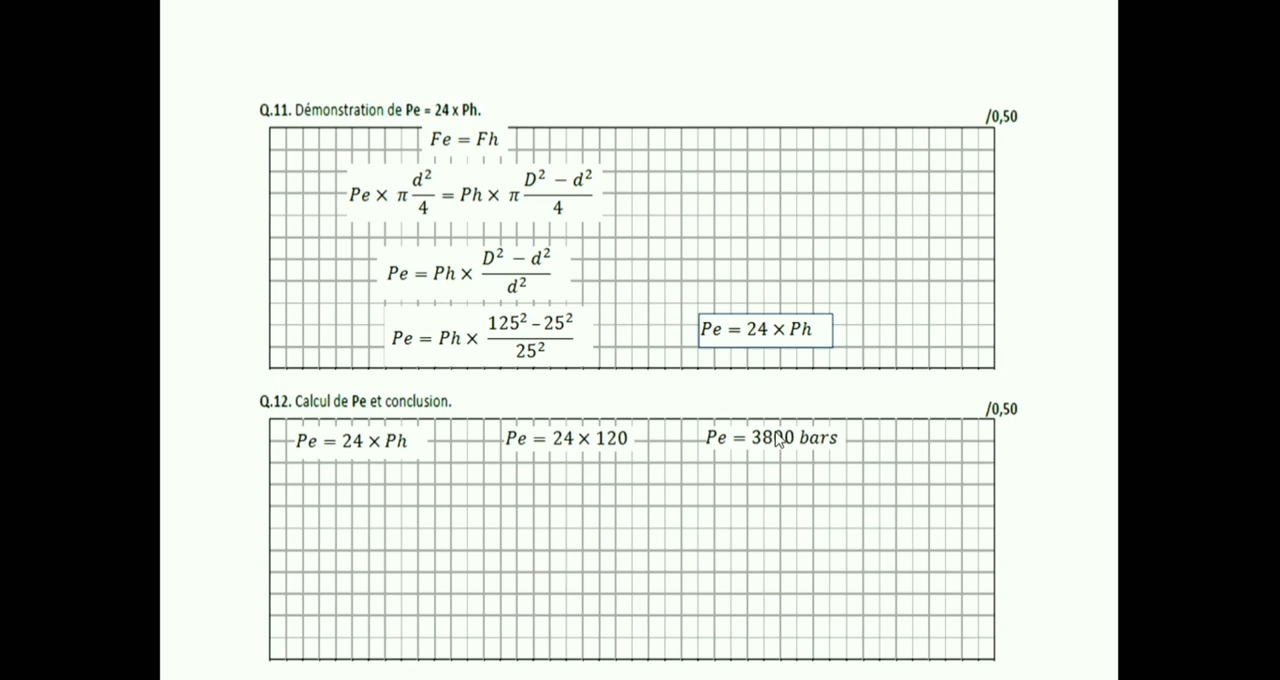 Q.11. Démonstration de Pe = 24 x Ph.
/0,50
Fe = Fh
Pe × π d²/4 = Ph × π (D² − d²)/4
Pe = Ph × (D² − d²)/d²
Pe = Ph × (125² − 25²)/25²
Pe = 24 × Ph
Q.12. Calcul de Pe et conclusion.
/0,50
Pe = 24 × Ph Pe = 24 × 120 Pe = bars